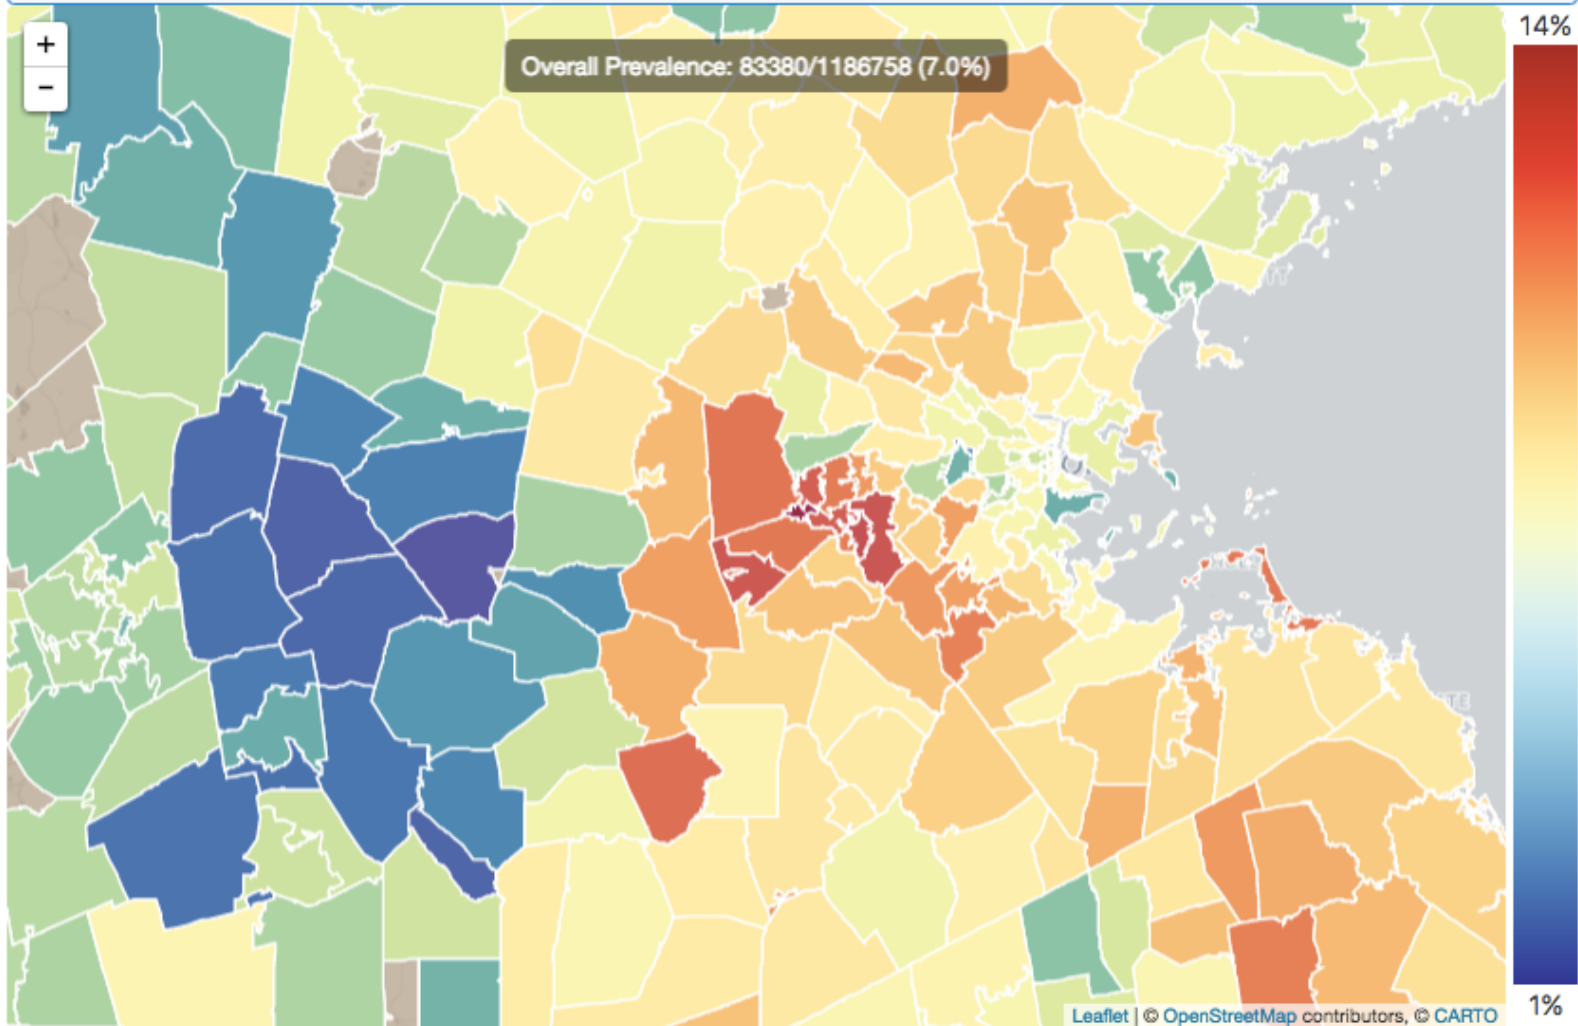 14%
+
Overall Prevalence: 83380/1186758 (7.0%)
−
Leaflet | © OpenStreetMap contributors, © CARTO
1%